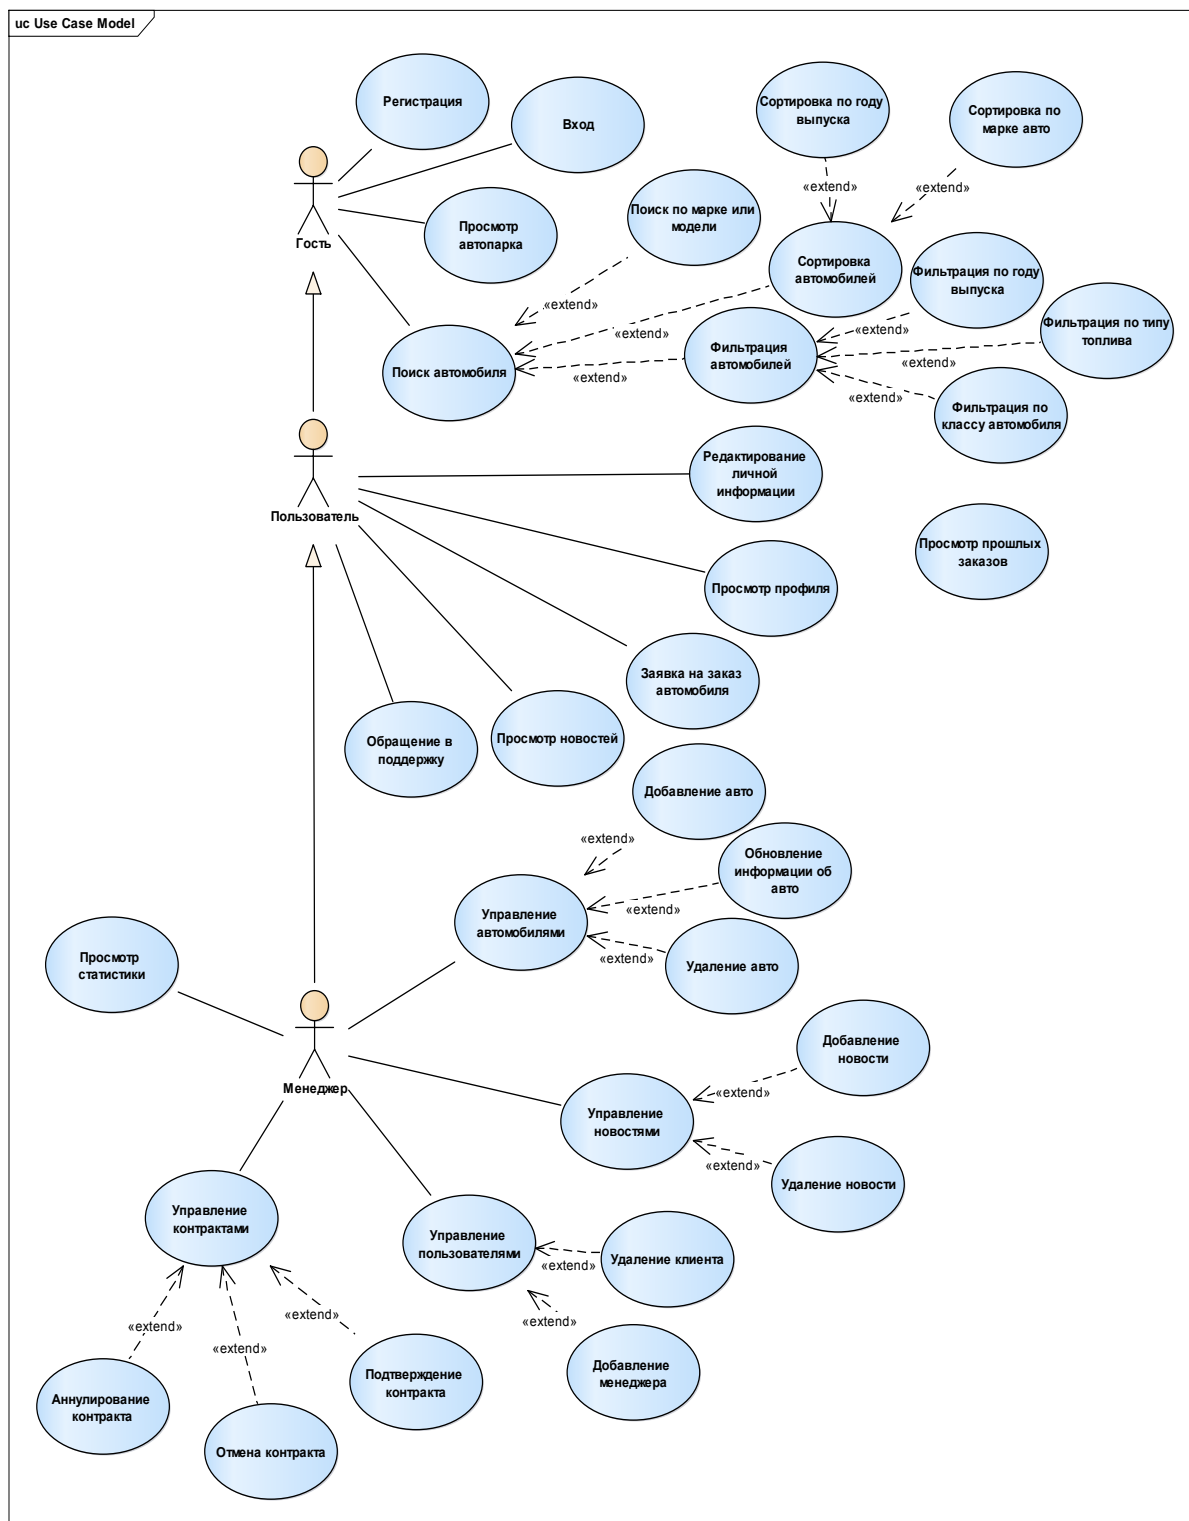 uc Use Case Model
Регистрация
Вход
Сортировка по году
выпуска
Сортировка по
марке авто
«extend»
«extend»
Просмотр
автопарка
Поиск по марке или
модели
Гость
Сортировка
автомобилей
Фильтрация по году
выпуска
«extend»
«extend»
«extend»
Фильтрация по типу
топлива
Поиск автомобиля
Фильтрация
автомобилей
«extend»
«extend»
«extend»
Фильтрация по
классу автомобиля
Редактирование
личной
информации
Пользователь
Просмотр прошлых
заказов
Просмотр профиля
Заявка на заказ
автомобиля
Обращение в
поддержку
Просмотр новостей
Добавление авто
«extend»
Обновление
информации об
авто
Управление
автомобилями
«extend»
Просмотр
статистики
«extend»
Удаление авто
Добавление
новости
Менеджер
«extend»
Управление
новостями
«extend»
Удаление новости
Управление
контрактами
Управление
пользователями
«extend»
Удаление клиента
«extend»
«extend»
«extend»
«extend»
Добавление
менеджера
Подтверждение
контракта
Аннулирование
контракта
Отмена контракта